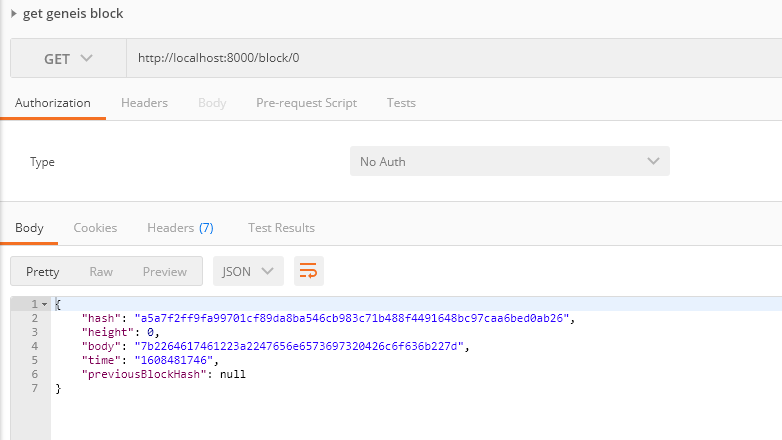 get geneis block
GET http://localhost:8000/block/0
Authorization Headers Body Pre-request Script Tests
Type No Auth
Body Cookies Headers (7) Test Results
Pretty Raw Preview JSON
1 {
2 "hash": "a5a7f2ff9fa99701cf89da8ba546cb983c71b488f4491648bc97caa6bed0ab26",
3 "height": 0,
4 "body": "7b2264617461223a2247656e6573697320426c6f636b227d",
5 "time": "1608481746",
6 "previousBlockHash": null
7 }